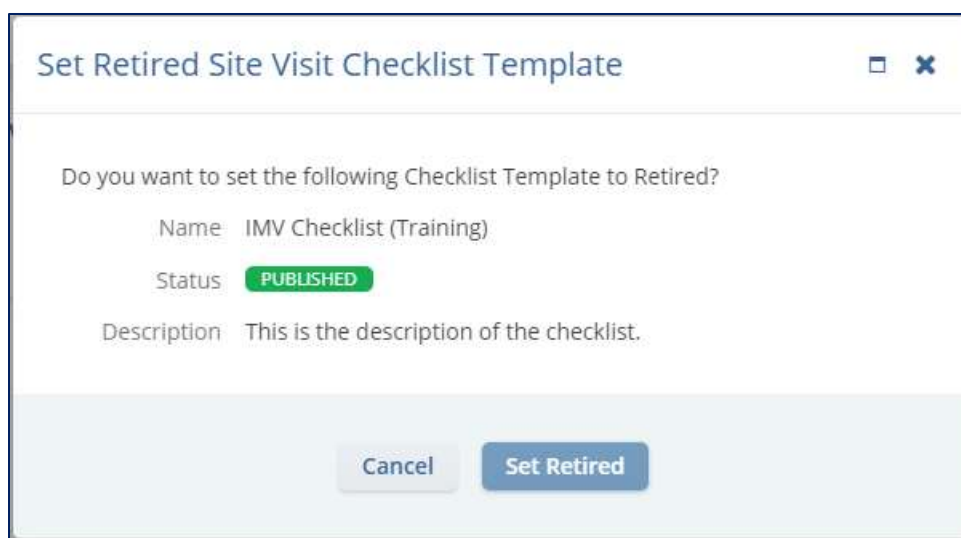 Set Retired Site Visit Checklist Template
Do you want to set the following Checklist Template to Retired?
Name IMV Checklist (Training)
Status PUBLISHED
Description This is the description of the checklist.
Cancel Set Retired